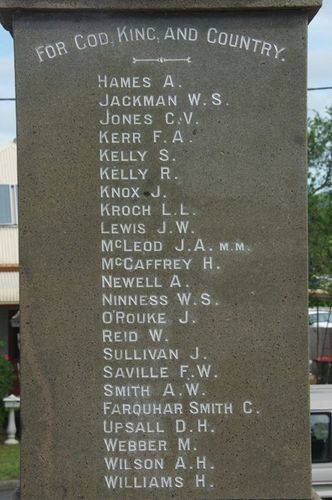 FOR GOD, KING, AND COUNTRY.
HAMES A.
JACKMAN W.S.
JONES C.V.
KERR F.A.
KELLY S.
KELLY R.
KNOX J.
KROCH L.L.
LEWIS J.W.
McLEOD J.A. M.M.
McCAFFREY H.
NEWELL A.
NINNESS W.S.
O'ROUKE J.
REID W.
SULLIVAN J.
SAVILLE F.W.
SMITH A.W.
FARQUHAR SMITH C.
UPSALL D.H.
WEBBER M.
WILSON A.H.
WILLIAMS H.